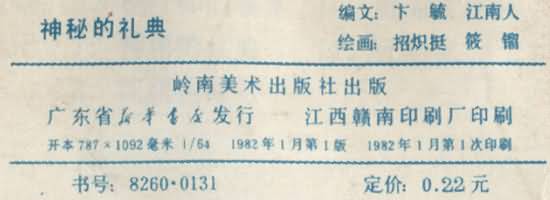 神秘的礼典
编文：卞毓 江南人
绘画：招炽挺 筱镏
岭南美术出版社出版
广东省新华书店发行 江西赣南印刷厂印刷
开本787×1092毫米 1/64 1982年1月第1版 1982年1月第1次印刷
书号：8260·0131 定价：0.22元